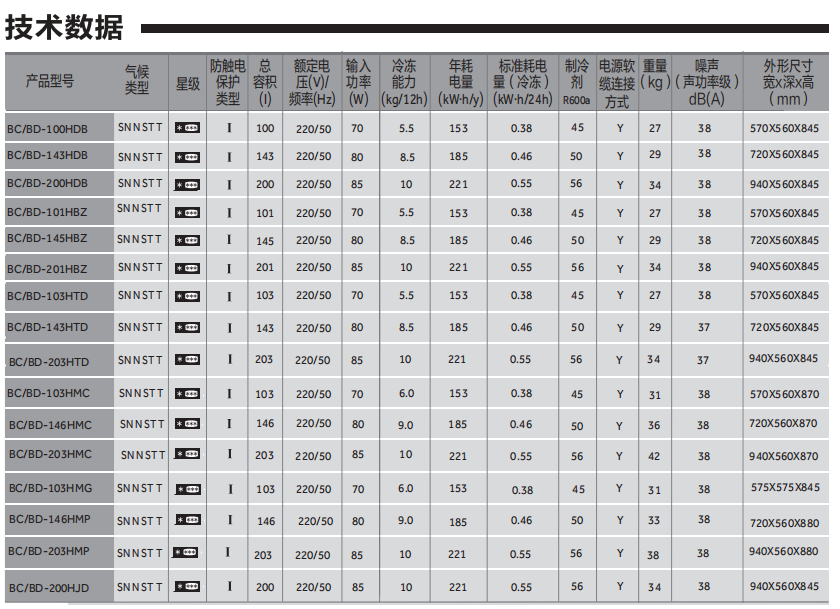 技术数据
产品型号 气候类型 星级 防触电保护类型 总容积(l) 额定电压(V)/频率(Hz) 输入功率(W) 冷冻能力(kg/12h) 年耗电量(kW·h/y) 标准耗电量(冷冻)(kW·h/24h) 制冷剂R600a 电源软缆连接方式 重量(kg) 噪声(声功率级)dB(A) 外形尺寸宽x深x高(mm)
BC/BD-100HDB SNNSTT * *** I 100 220/50 70 5.5 153 0.38 45 Y 27 38 570X560X845
BC/BD-143HDB SNNSTT * *** I 143 220/50 80 8.5 185 0.46 50 Y 29 38 720X560X845
BC/BD-200HDB SNNSTT * *** I 200 220/50 85 10 221 0.55 56 Y 34 38 940X560X845
BC/BD-101HBZ SNNSTT * *** I 101 220/50 70 5.5 153 0.38 45 Y 27 38 570X560X845
BC/BD-145HBZ SNNSTT * *** I 145 220/50 80 8.5 185 0.46 50 Y 29 38 720X560X845
BC/BD-201HBZ SNNSTT * *** I 201 220/50 85 10 221 0.55 56 Y 34 38 940X560X845
BC/BD-103HTD SNNSTT * *** I 103 220/50 70 5.5 153 0.38 45 Y 27 38 570X560X845
BC/BD-143HTD SNNSTT * *** I 143 220/50 80 8.5 185 0.46 50 Y 29 37 720X560X845
BC/BD-203HTD SNNSTT * *** I 203 220/50 85 10 221 0.55 56 Y 34 37 940X560X845
BC/BD-103HMC SNNSTT * *** I 103 220/50 70 6.0 153 0.38 45 Y 31 38 570X560X870
BC/BD-146HMC SNNSTT * *** I 146 220/50 80 9.0 185 0.46 50 Y 36 38 720X560X870
BC/BD-203HMC SNNSTT * *** I 203 220/50 85 10 221 0.55 56 Y 42 38 940X560X870
BC/BD-103HMG SNNSTT * *** I 103 220/50 70 6.0 153 0.38 45 Y 31 38 575X575X845
BC/BD-146HMP SNNSTT * *** I 146 220/50 80 9.0 185 0.46 50 Y 33 38 720X560X880
BC/BD-203HMP SNNSTT * *** I 203 220/50 85 10 221 0.55 56 Y 38 38 940X560X880
BC/BD-200HJD SNNSTT * *** I 200 220/50 85 10 221 0.55 56 Y 34 38 940X560X845